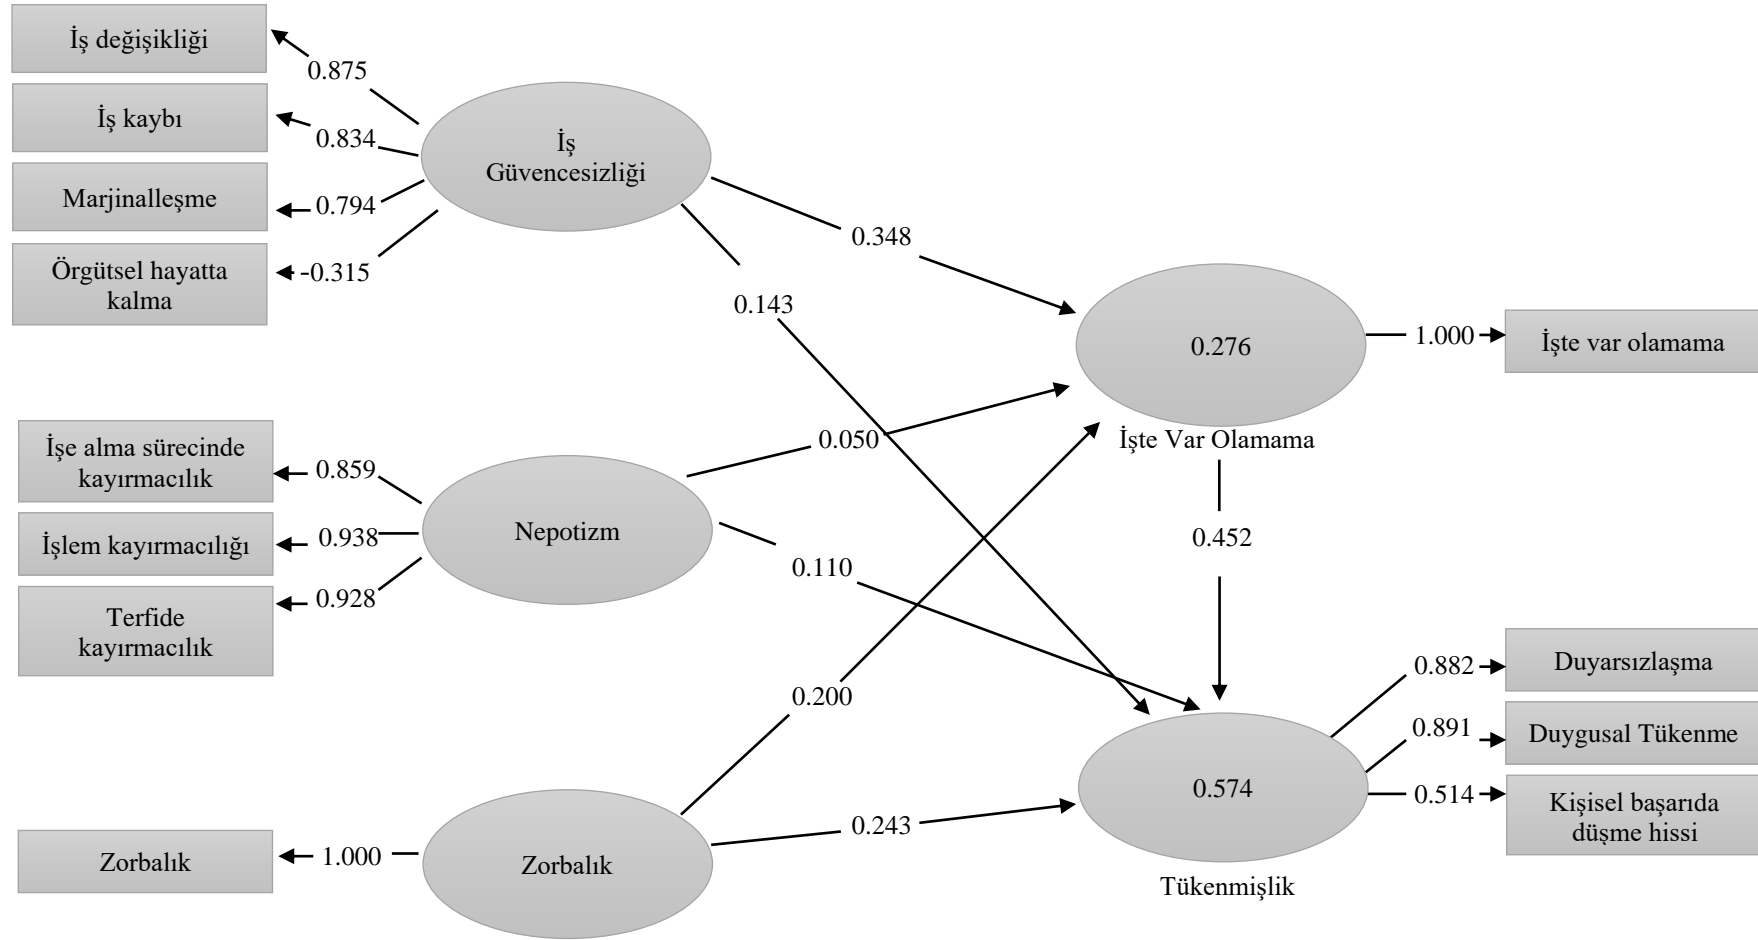 İş değişikliği
0.875
İş kaybı
0.834
Marjinalleşme
0.794
Örgütsel hayatta
kalma
-0.315
İş
Güvencesizliği
0.348
0.143
0.276
İşte Var Olamama
1.000
İşte var olamama
İşe alma sürecinde
kayırmacılık
0.859
İşlem kayırmacılığı
0.938
Terfide
kayırmacılık
0.928
Nepotizm
0.050
0.110
0.452
0.200
Zorbalık
1.000
Zorbalık
0.243
0.574
Tükenmişlik
0.882
Duyarsızlaşma
0.891
Duygusal Tükenme
0.514
Kişisel başarıda
düşme hissi